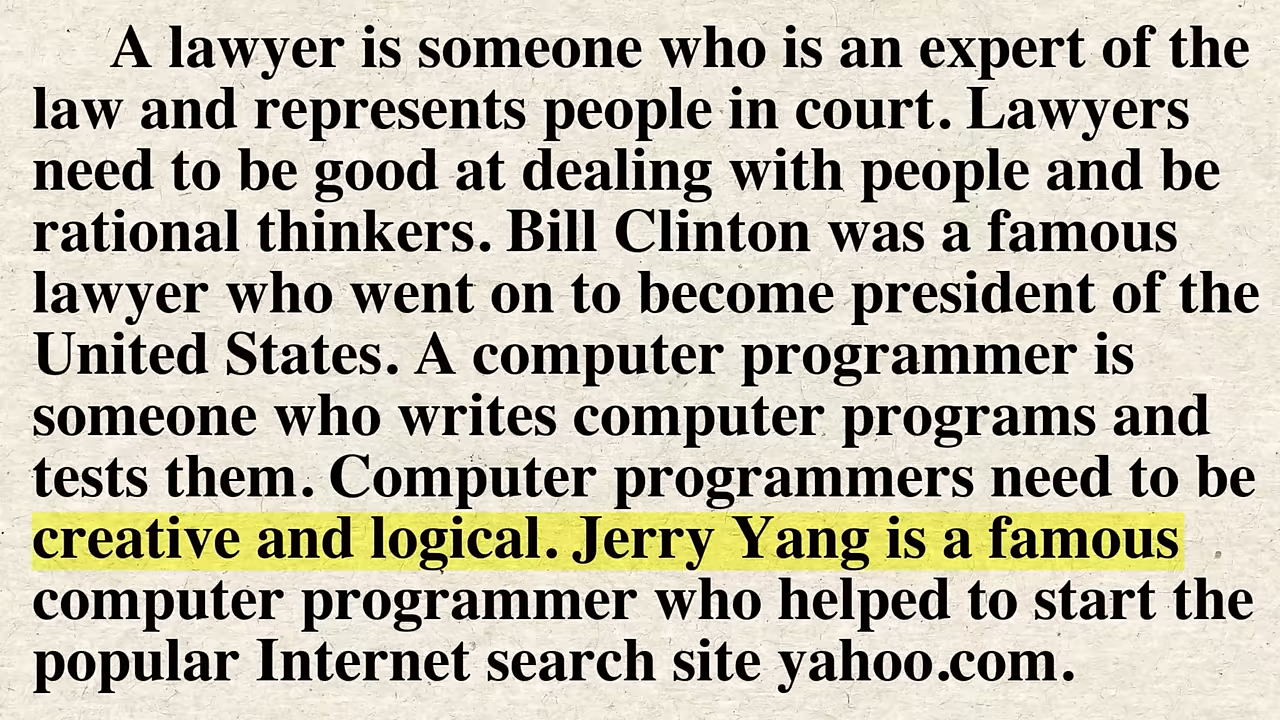 A lawyer is someone who is an expert of the
law and represents people in court. Lawyers
need to be good at dealing with people and be
rational thinkers. Bill Clinton was a famous
lawyer who went on to become president of the
United States. A computer programmer is
someone who writes computer programs and
tests them. Computer programmers need to be
creative and logical. Jerry Yang is a famous
computer programmer who helped to start the
popular Internet search site yahoo.com.